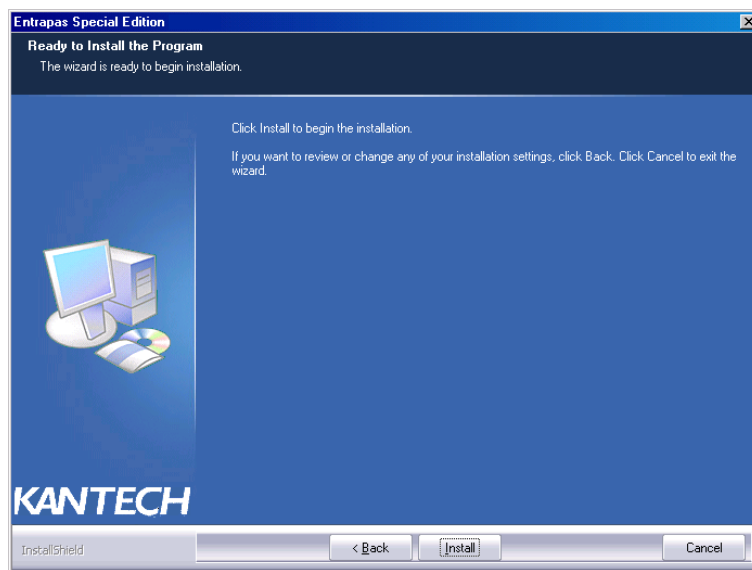 Entrapass Special Edition
Ready to Install the Program
The wizard is ready to begin installation.
Click Install to begin the installation.
If you want to review or change any of your installation settings, click Back. Click Cancel to exit the
wizard.
KANTECH
InstallShield
< Back
Install
Cancel